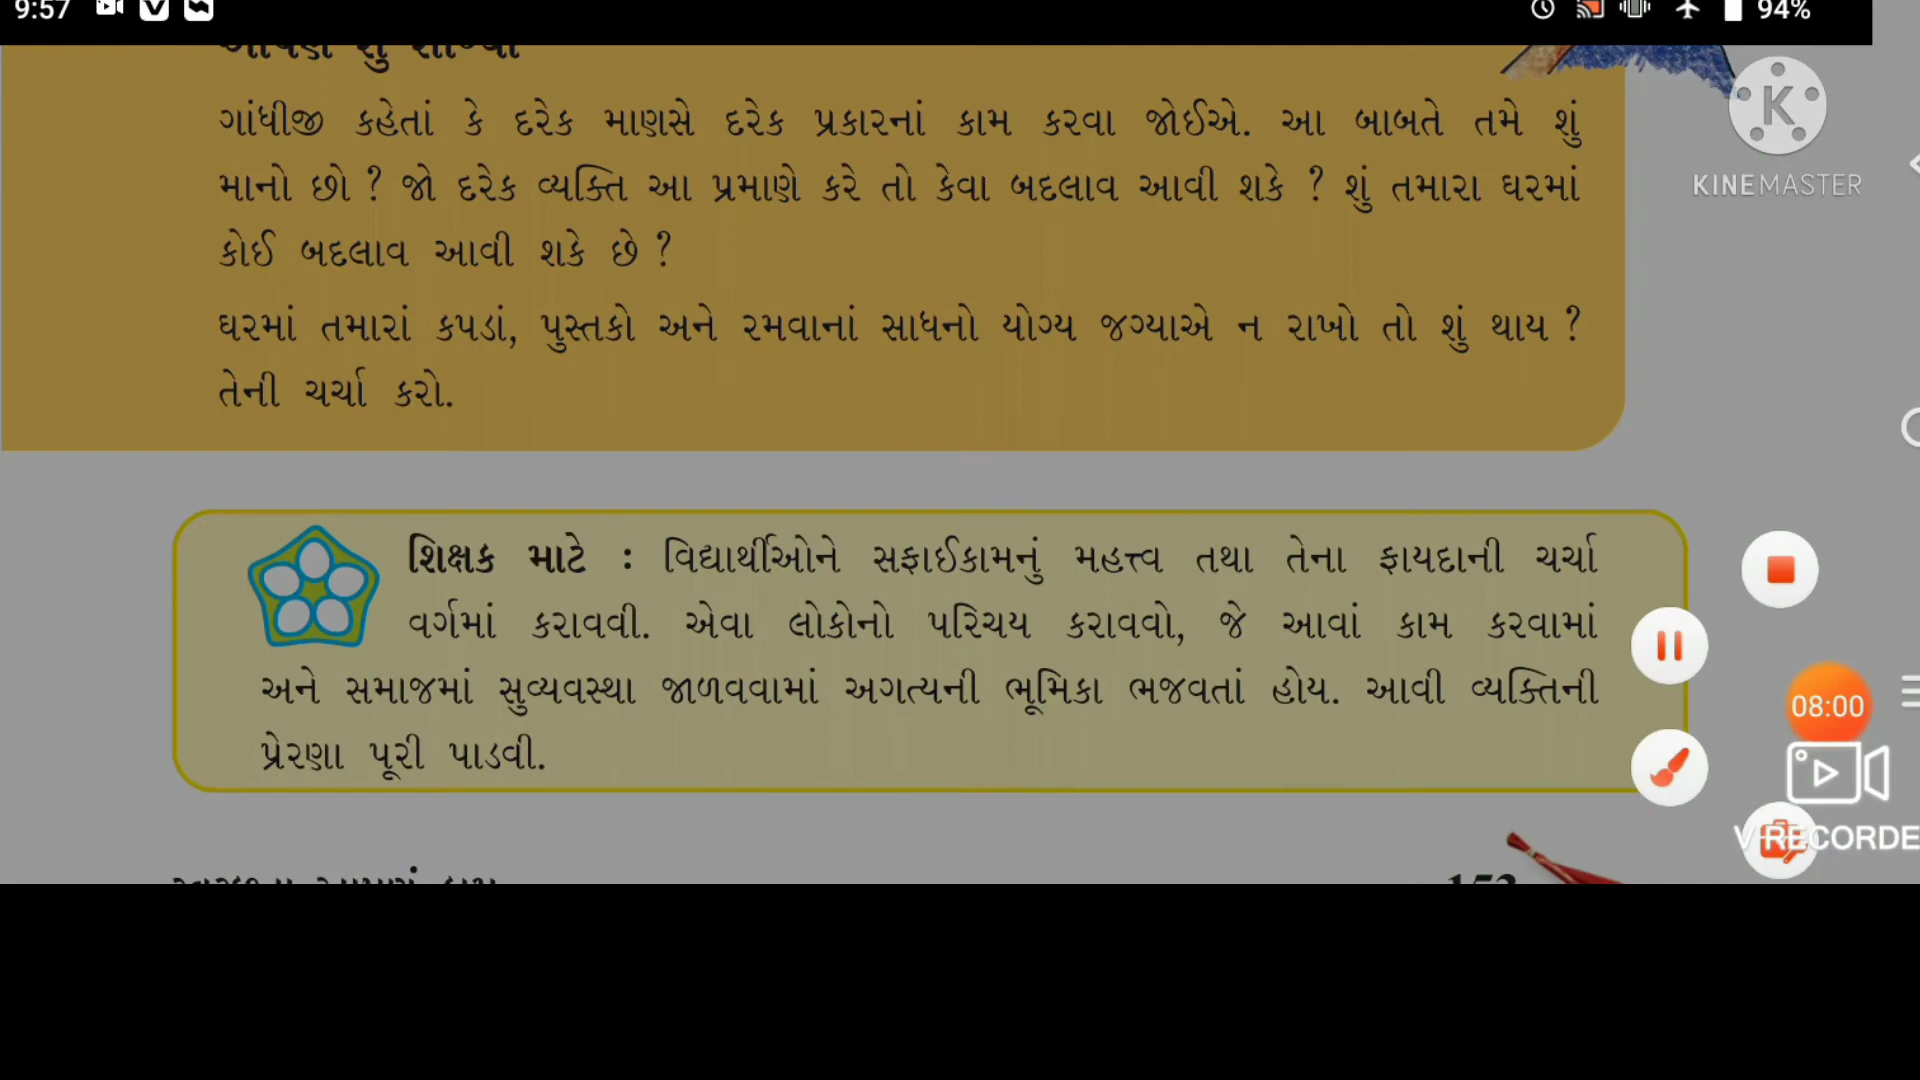 9:57
94%
ગાંધીજી કહેતાં કે દરેક માણસે દરેક પ્રકારનાં કામ કરવા જોઈએ. આ બાબતે તમે શું
માનો છો ? જો દરેક વ્યક્તિ આ પ્રમાણે કરે તો કેવા બદલાવ આવી શકે ? શું તમારા ઘરમાં
કોઈ બદલાવ આવી શકે છે ?
ઘરમાં તમારાં કપડાં, પુસ્તકો અને રમવાનાં સાધનો યોગ્ય જગ્યાએ ન રાખો તો શું થાય ?
તેની ચર્ચા કરો.
K
KINEMASTER
શિક્ષક માટે : વિદ્યાર્થીઓને સફાઈકામનું મહત્ત્વ તથા તેના ફાયદાની ચર્ચા
વર્ગમાં કરાવવી. એવા લોકોનો પરિચય કરાવવો, જે આવાં કામ કરવામાં
અને સમાજમાં સુવ્યવસ્થા જાળવવામાં અગત્યની ભૂમિકા ભજવતાં હોય. આવી વ્યક્તિની
પ્રેરણા પૂરી પાડવી.
08:00
V RECORDE